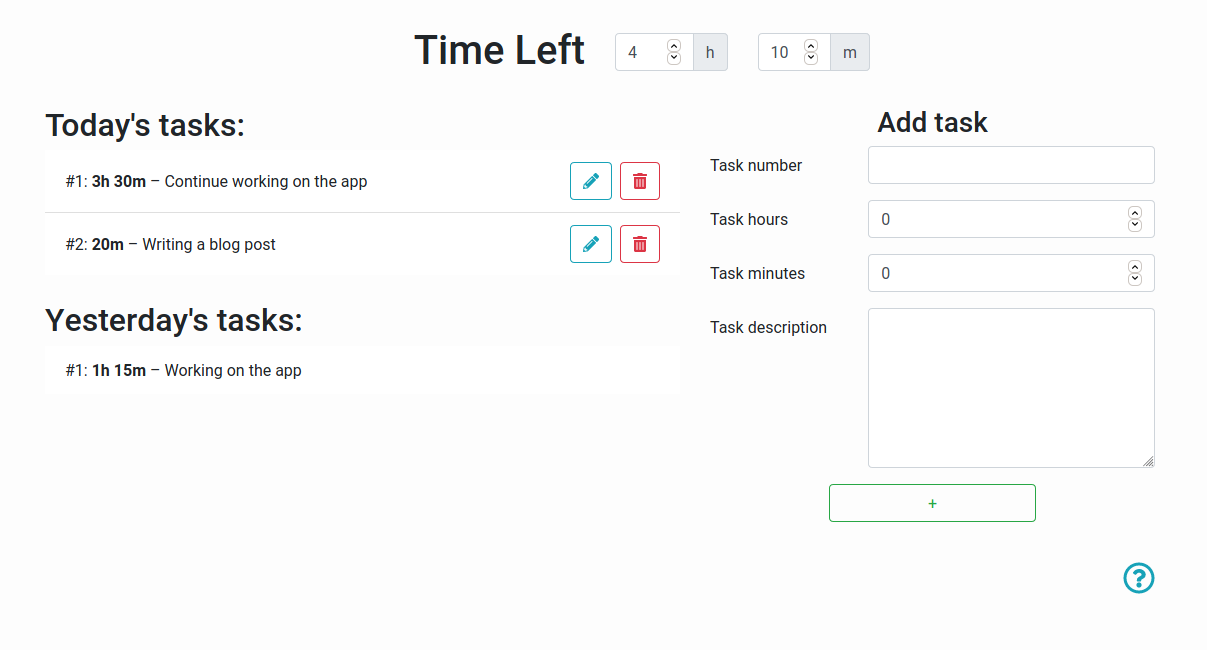 Time Left 4 h 10 m
Today's tasks:
#1: 3h 30m – Continue working on the app
#2: 20m – Writing a blog post
Yesterday's tasks:
#1: 1h 15m – Working on the app
Add task
Task number
Task hours 0
Task minutes 0
Task description
+
?